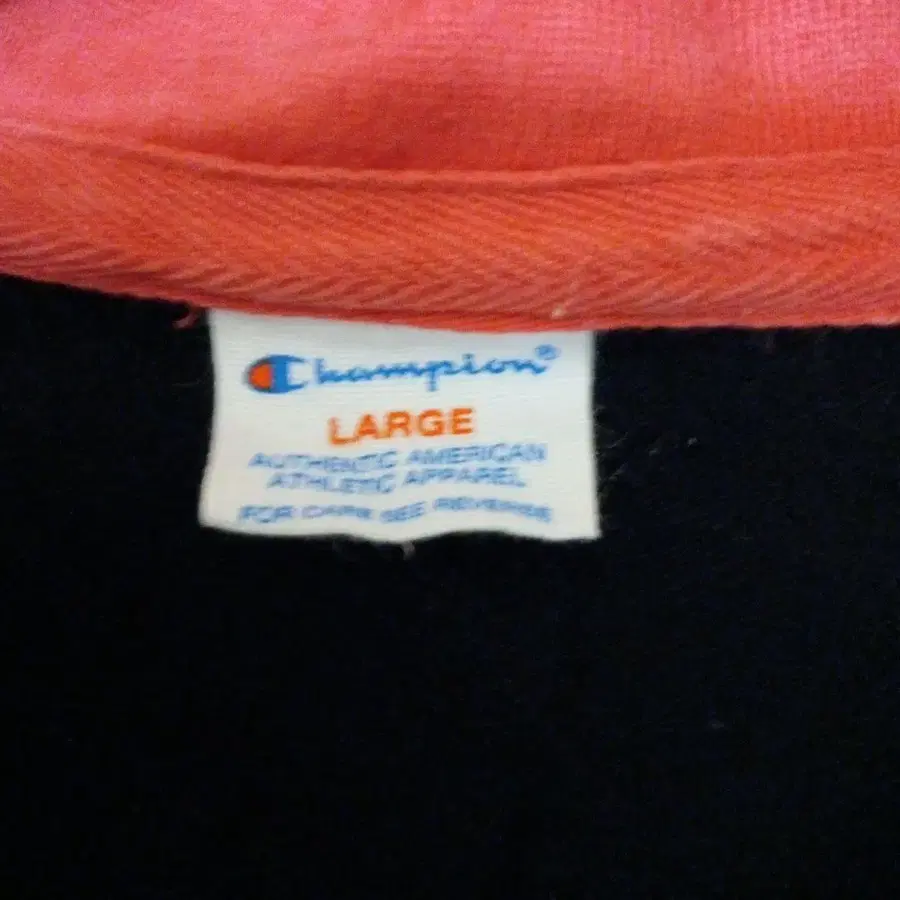 Champion®
LARGE
AUTHENTIC AMERICAN
ATHLETIC APPAREL
FOR CARE SEE REVERSE